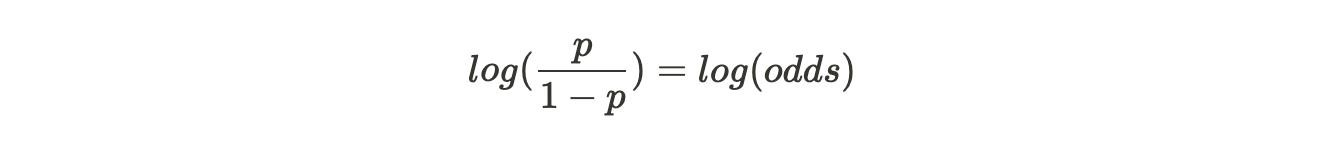 log(p/(1 − p)) = log(odds)